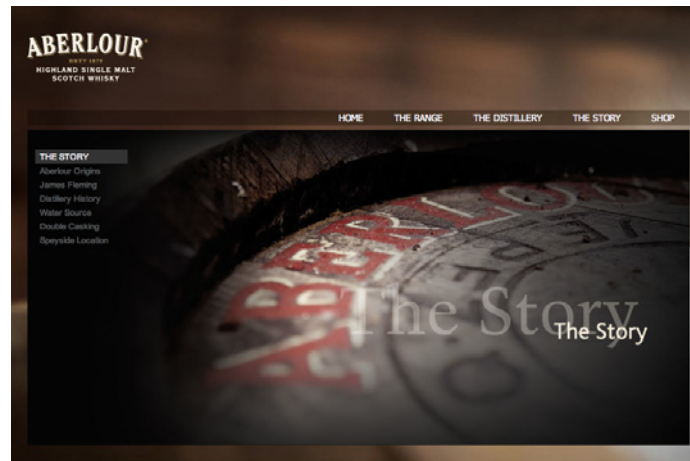 ABERLOUR
ESTD 1879
HIGHLAND SINGLE MALT
SCOTCH WHISKY
HOME THE RANGE THE DISTILLERY THE STORY SHOP
THE STORY
Aberlour Origins
James Fleming
Distillery History
Water Source
Double Casking
Speyside Location
ABERLOU
The Story
The Story